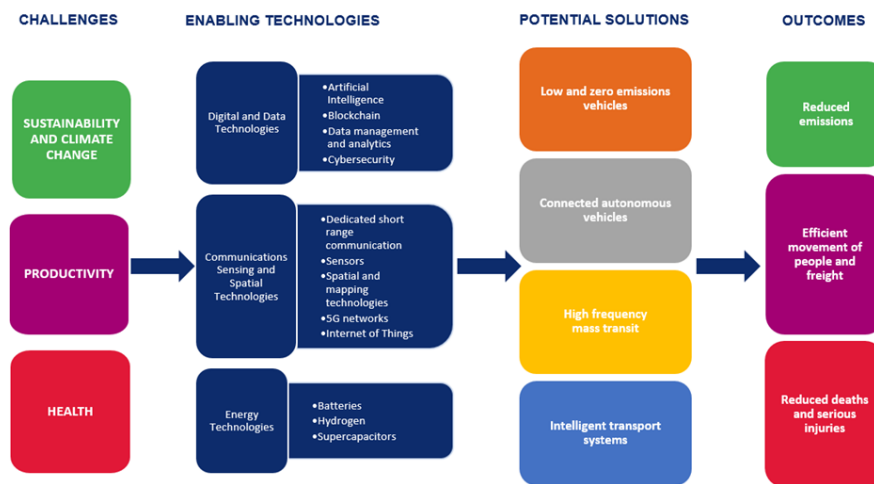 CHALLENGES
ENABLING TECHNOLOGIES
POTENTIAL SOLUTIONS
OUTCOMES
SUSTAINABILITY
AND CLIMATE
CHANGE
PRODUCTIVITY
HEALTH
Digital and Data
Technologies
•Artificial
Intelligence
•Blockchain
•Data management
and analytics
•Cybersecurity
Communications
Sensing and
Spatial
Technologies
•Dedicated short
range
communication
•Sensors
•Spatial and
mapping
technologies
•5G networks
•Internet of Things
Energy
Technologies
•Batteries
•Hydrogen
•Supercapacitors
Low and zero emissions
vehicles
Connected autonomous
vehicles
High frequency
mass transit
Intelligent transport
systems
Reduced
emissions
Efficient
movement of
people and
freight
Reduced deaths
and serious
injuries